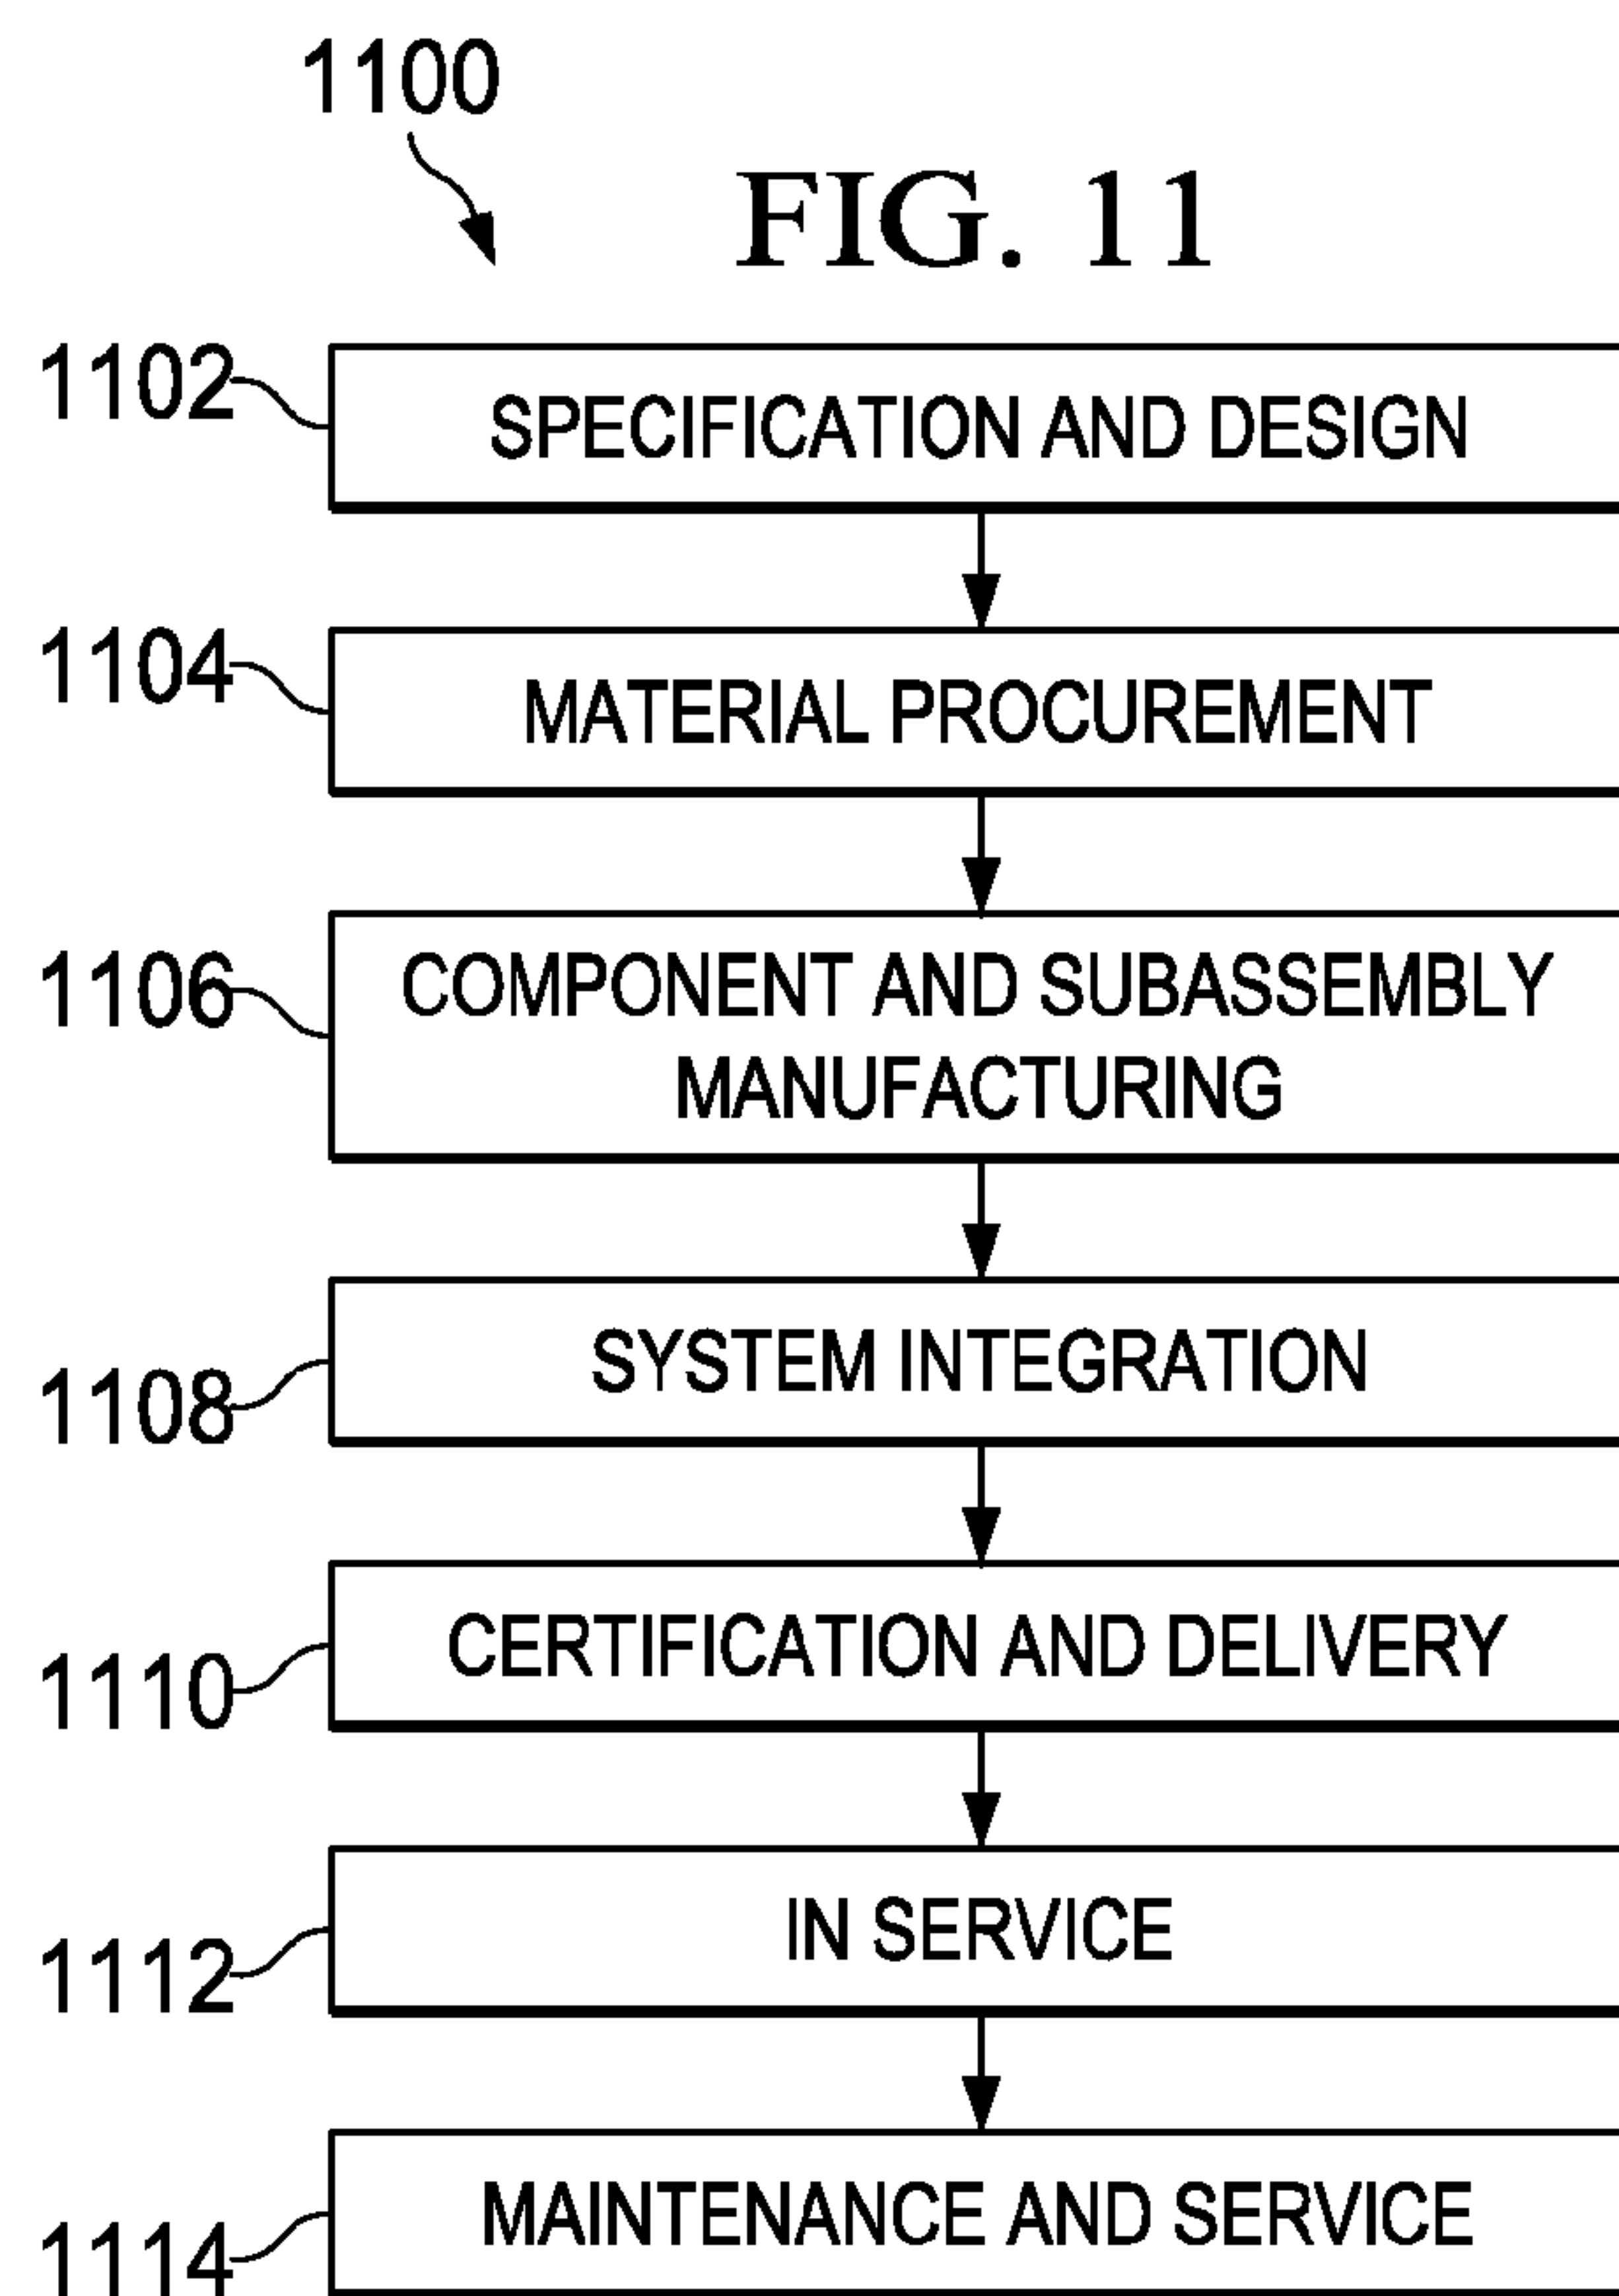 1100
FIG. 11
1102
SPECIFICATION AND DESIGN
1104
MATERIAL PROCUREMENT
1106
COMPONENT AND SUBASSEMBLY
MANUFACTURING
1108
SYSTEM INTEGRATION
1110
CERTIFICATION AND DELIVERY
1112
IN SERVICE
1114
MAINTENANCE AND SERVICE